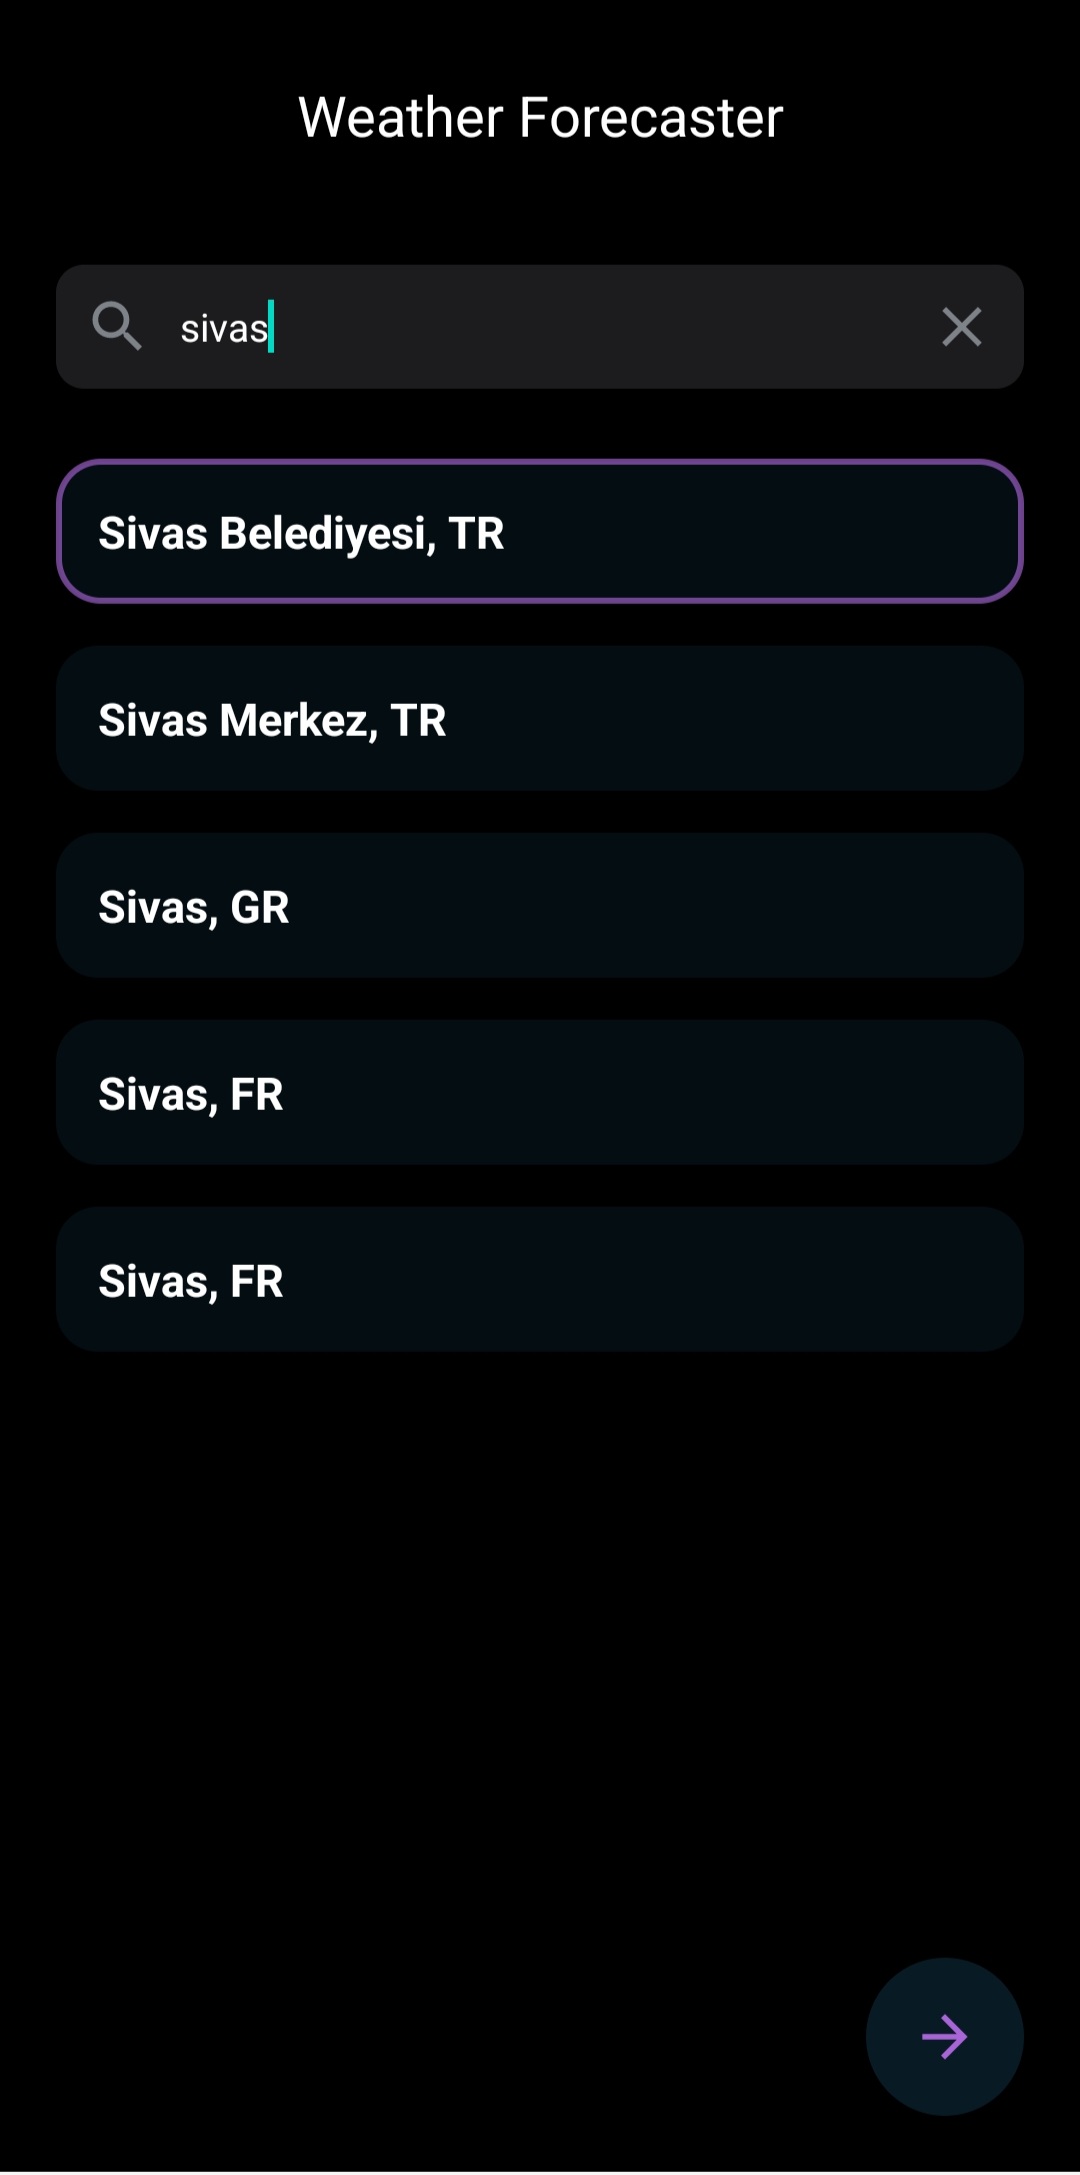 Weather Forecaster
sivas
Sivas Belediyesi, TR
Sivas Merkez, TR
Sivas, GR
Sivas, FR
Sivas, FR